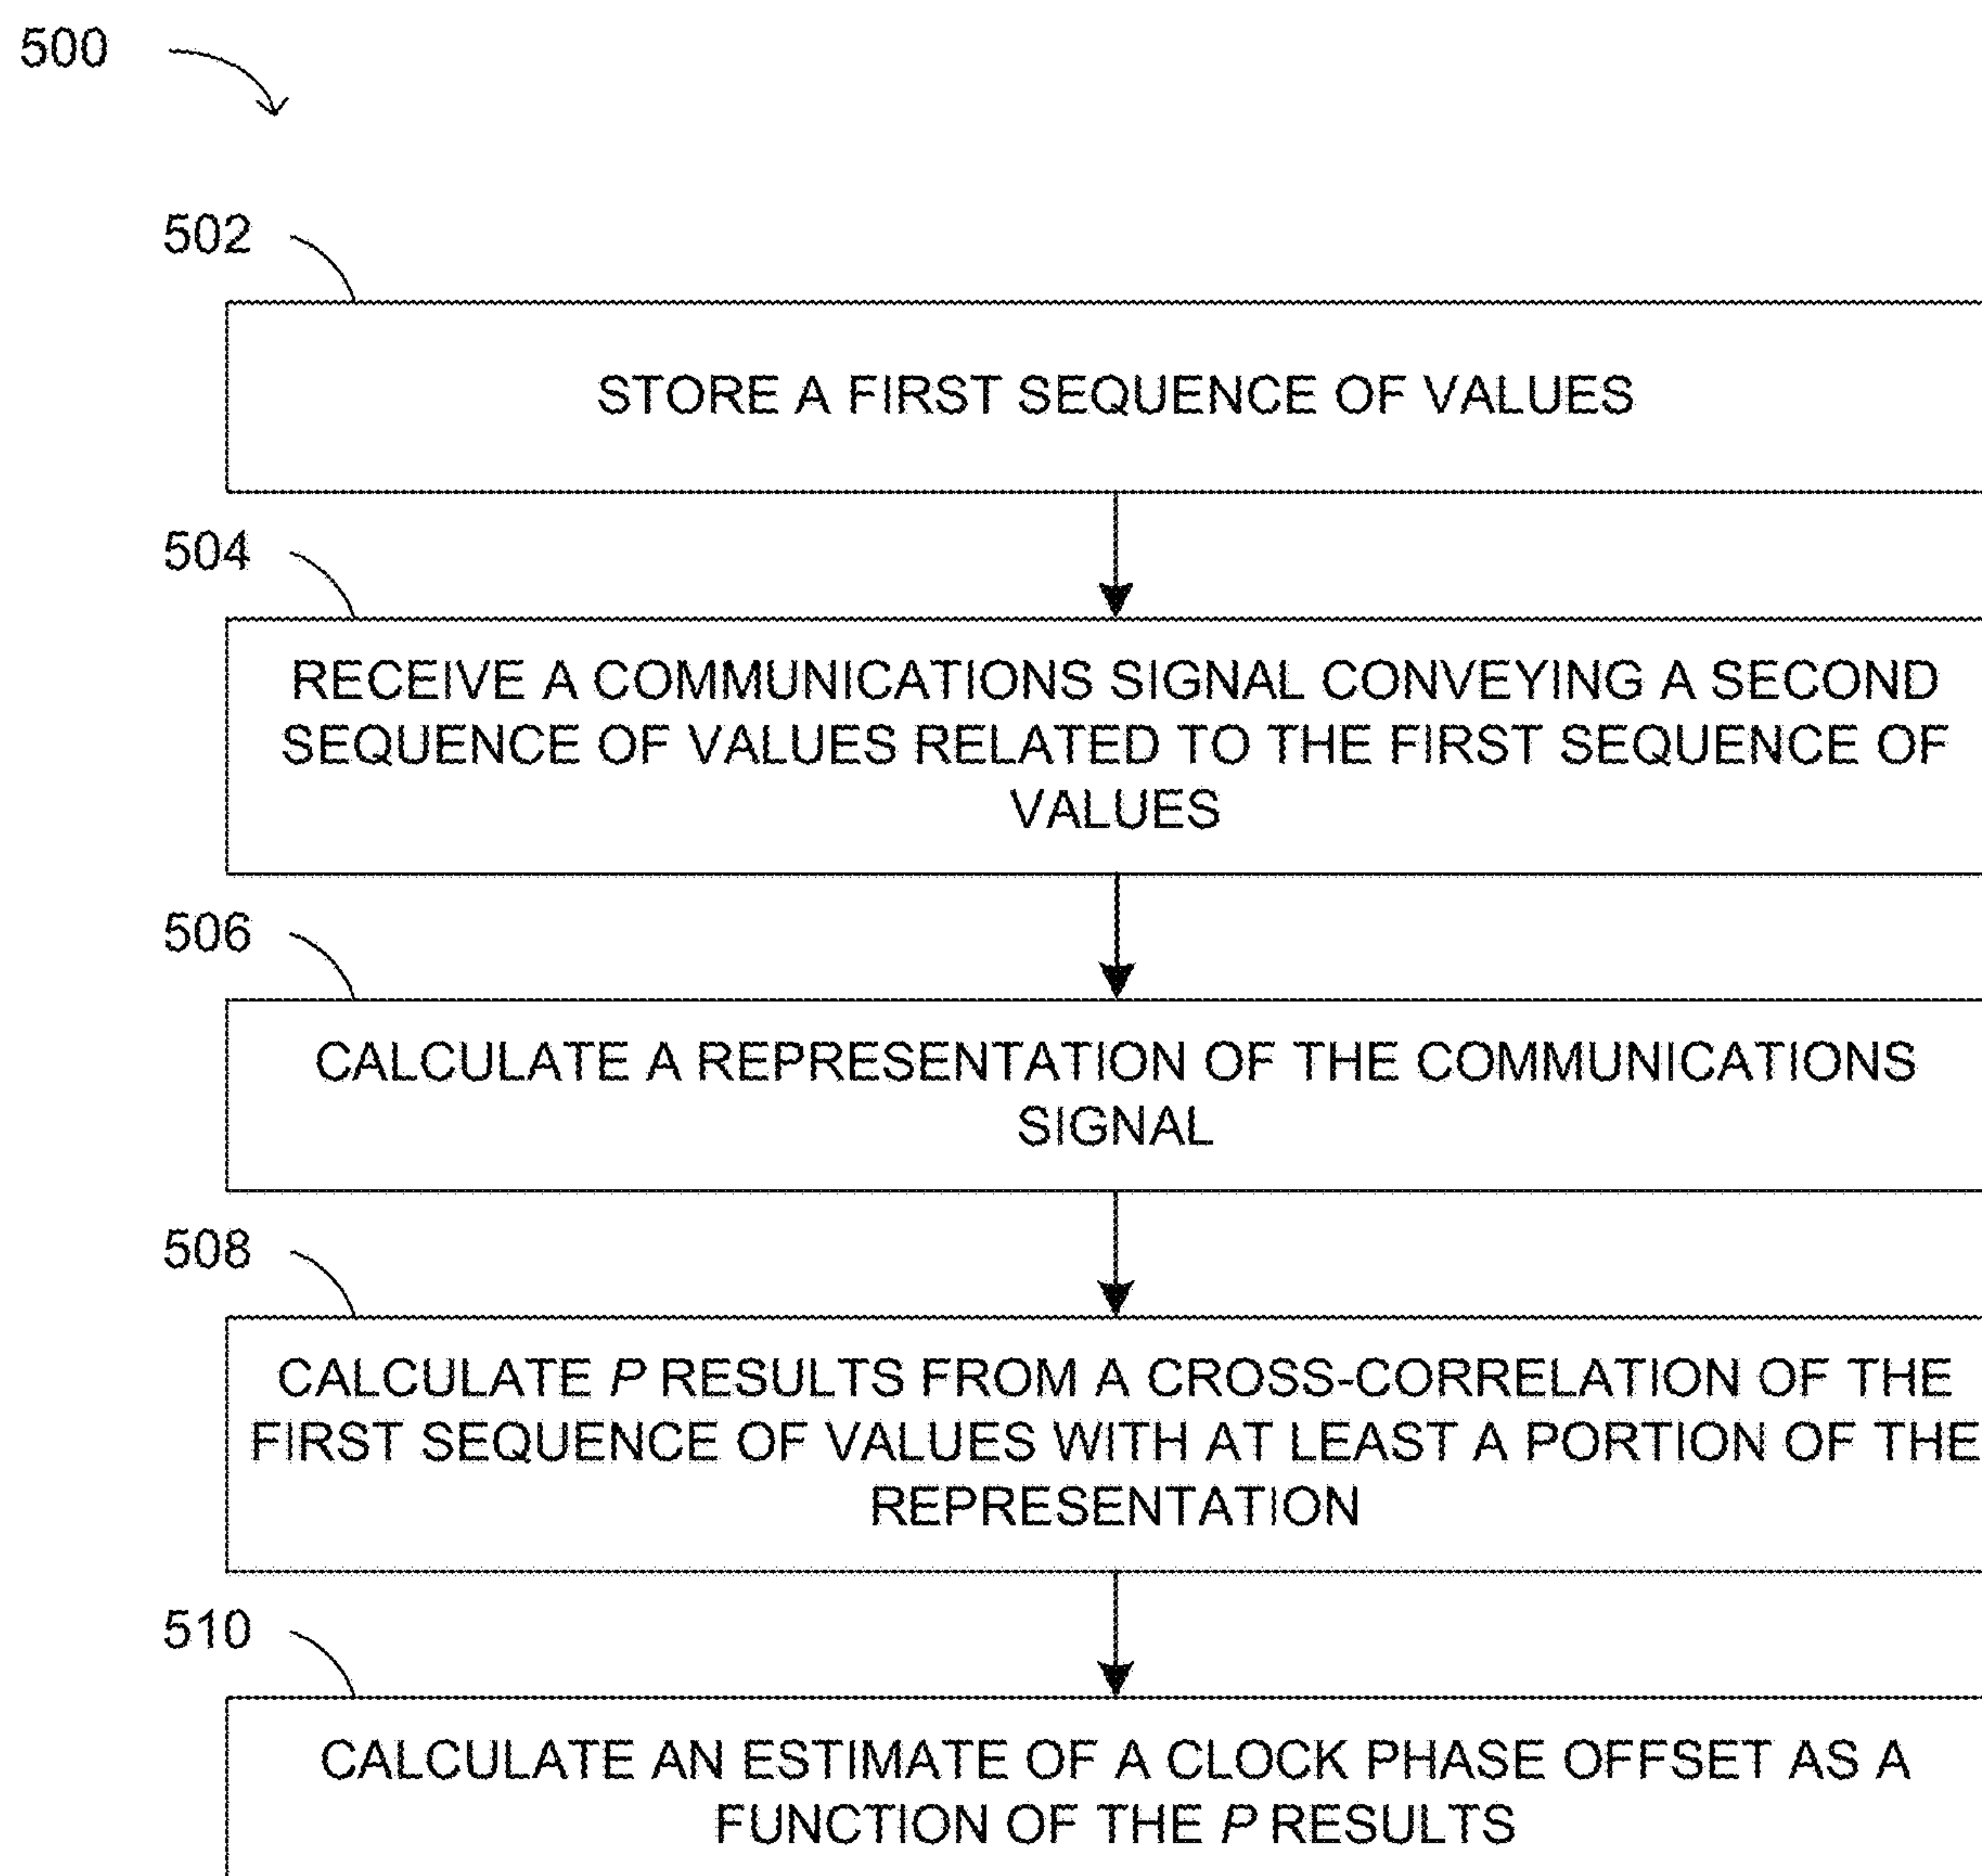 500
502
STORE A FIRST SEQUENCE OF VALUES
504
RECEIVE A COMMUNICATIONS SIGNAL CONVEYING A SECOND
SEQUENCE OF VALUES RELATED TO THE FIRST SEQUENCE OF
VALUES
506
CALCULATE A REPRESENTATION OF THE COMMUNICATIONS
SIGNAL
508
CALCULATE P RESULTS FROM A CROSS-CORRELATION OF THE
FIRST SEQUENCE OF VALUES WITH AT LEAST A PORTION OF THE
REPRESENTATION
510
CALCULATE AN ESTIMATE OF A CLOCK PHASE OFFSET AS A
FUNCTION OF THE P RESULTS